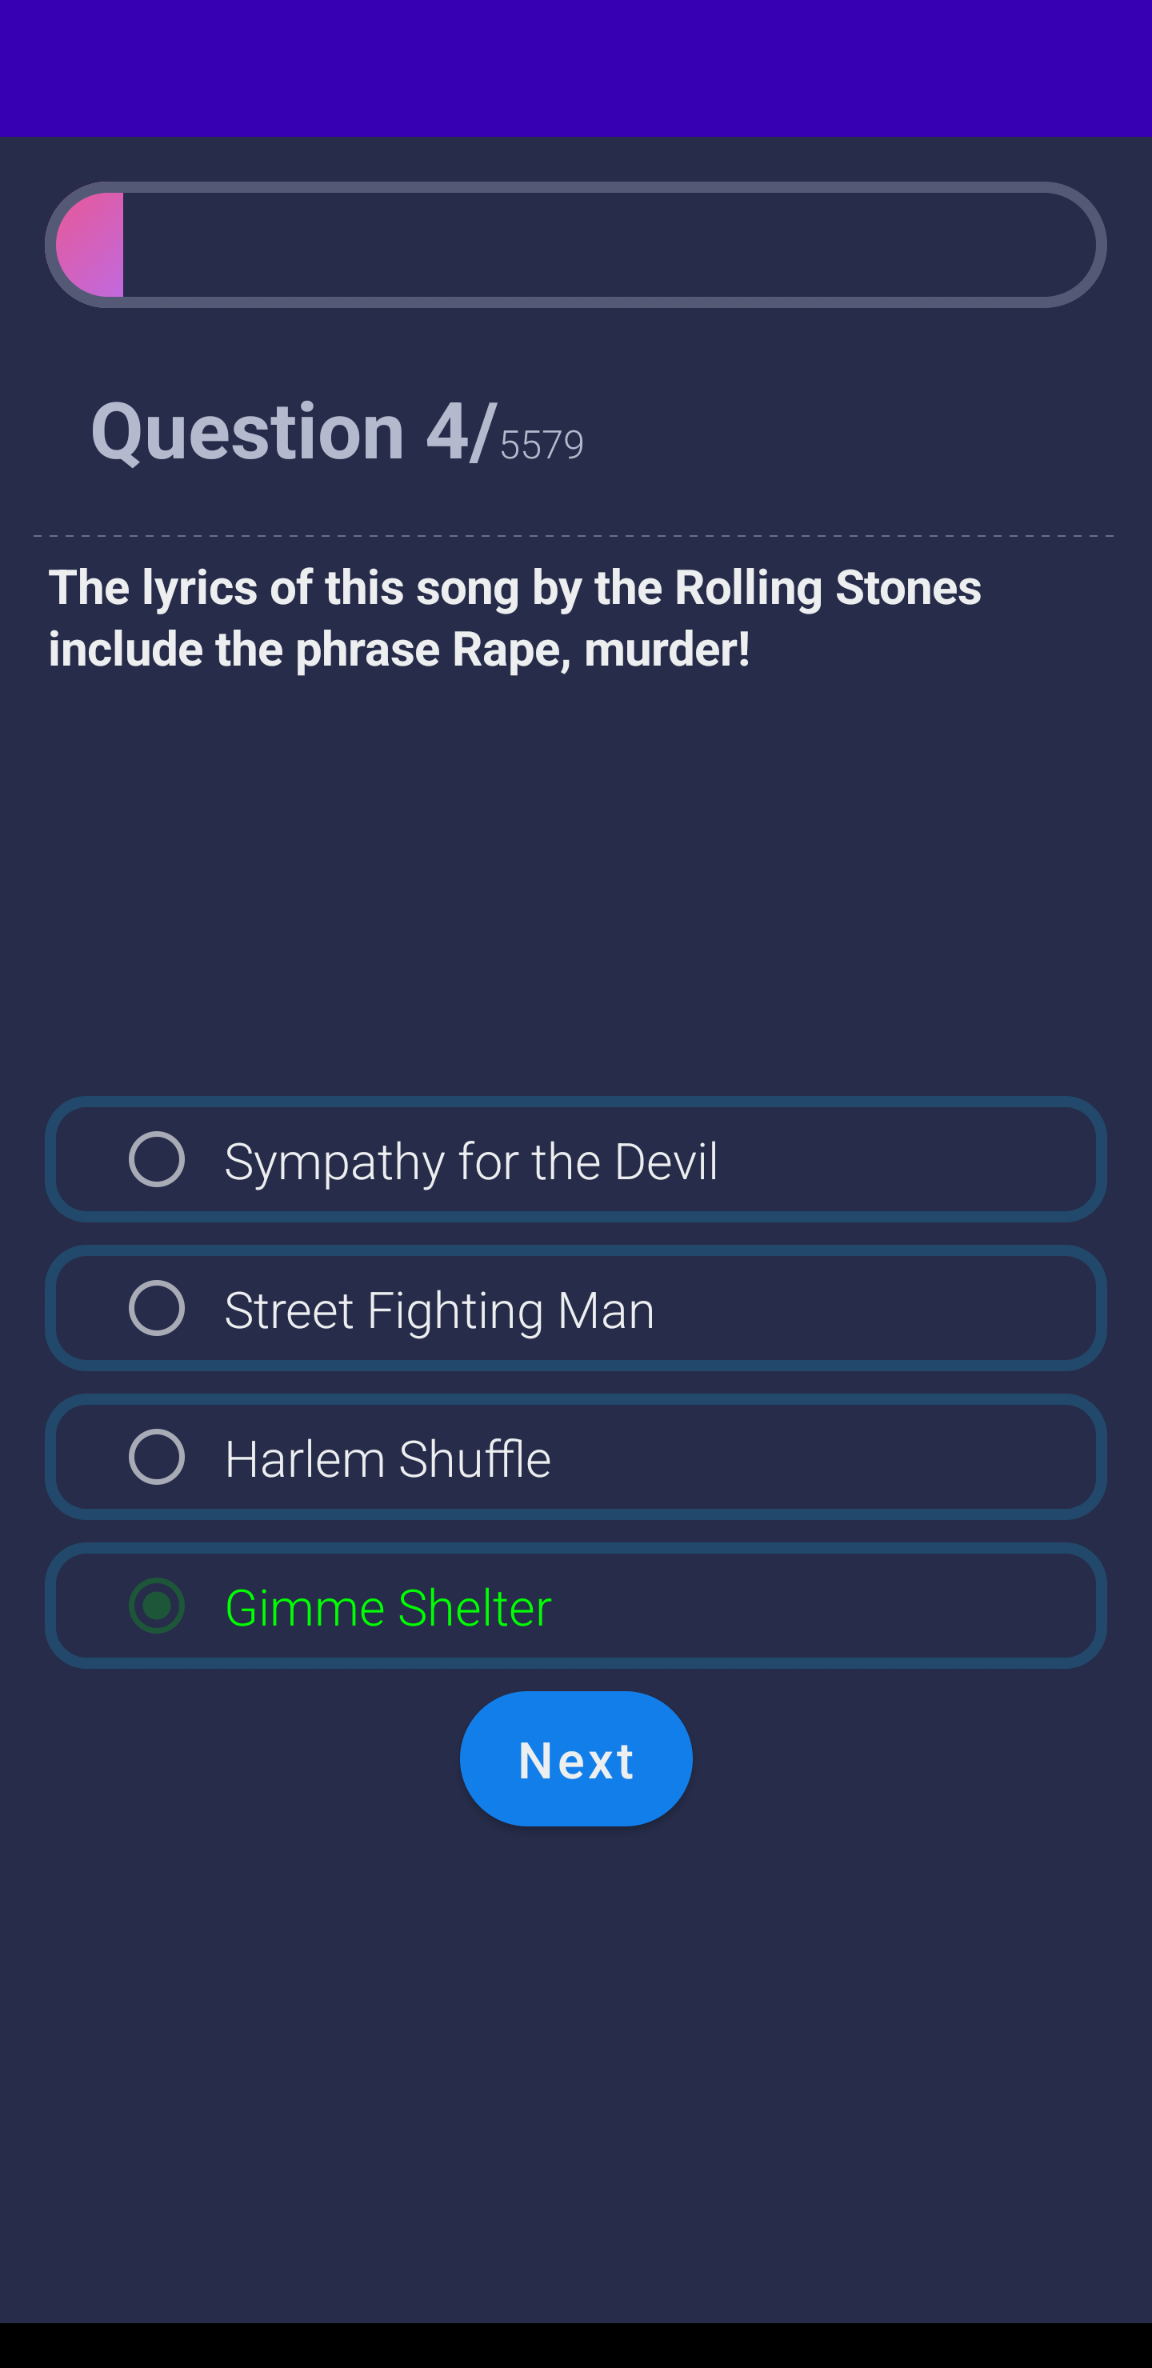 Question 4/5579
The lyrics of this song by the Rolling Stones
include the phrase Rape, murder!
Sympathy for the Devil
Street Fighting Man
Harlem Shuffle
Gimme Shelter
Next